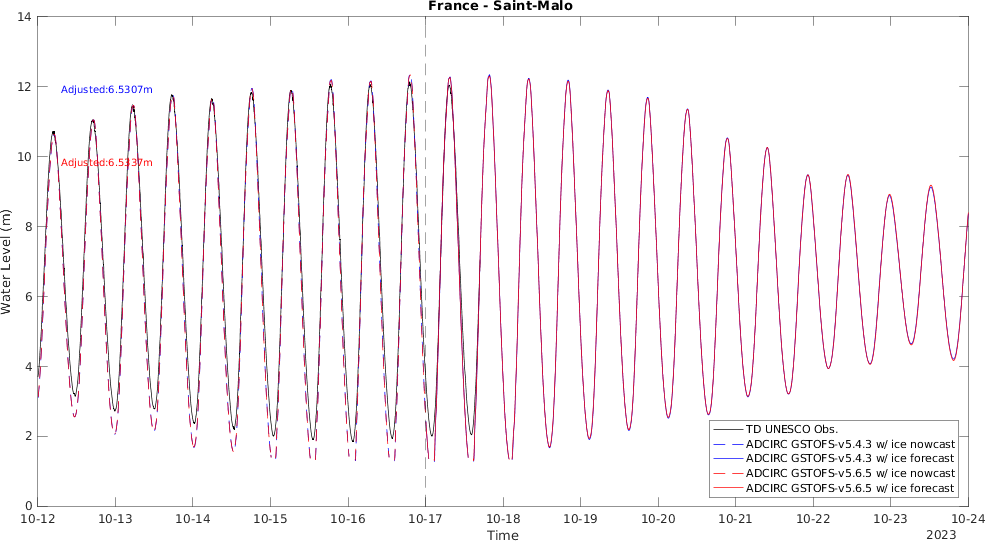 France - Saint-Malo
14
12
10
8
6
4
2
0
Water Level (m)
Adjusted:6.5307m
Adjusted:6.5337m
TD UNESCO Obs.
ADCIRC GSTOFS-v5.4.3 w/ ice nowcast
ADCIRC GSTOFS-v5.4.3 w/ ice forecast
ADCIRC GSTOFS-v5.6.5 w/ ice nowcast
ADCIRC GSTOFS-v5.6.5 w/ ice forecast
10-12 10-13 10-14 10-15 10-16 10-17 10-18 10-19 10-20 10-21 10-22 10-23 10-24
Time
2023